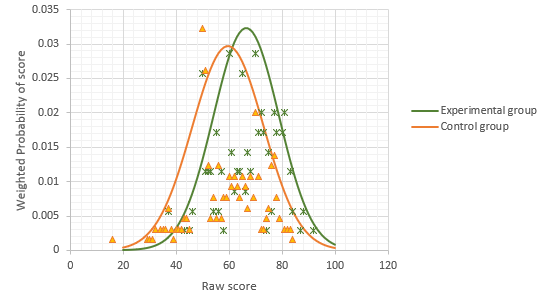 0.035
0.03
0.025
0.02
0.015
0.01
0.005
0
0 20 40 60 80 100 120
Weighted Probability of score
Raw score
Experimental group
Control group